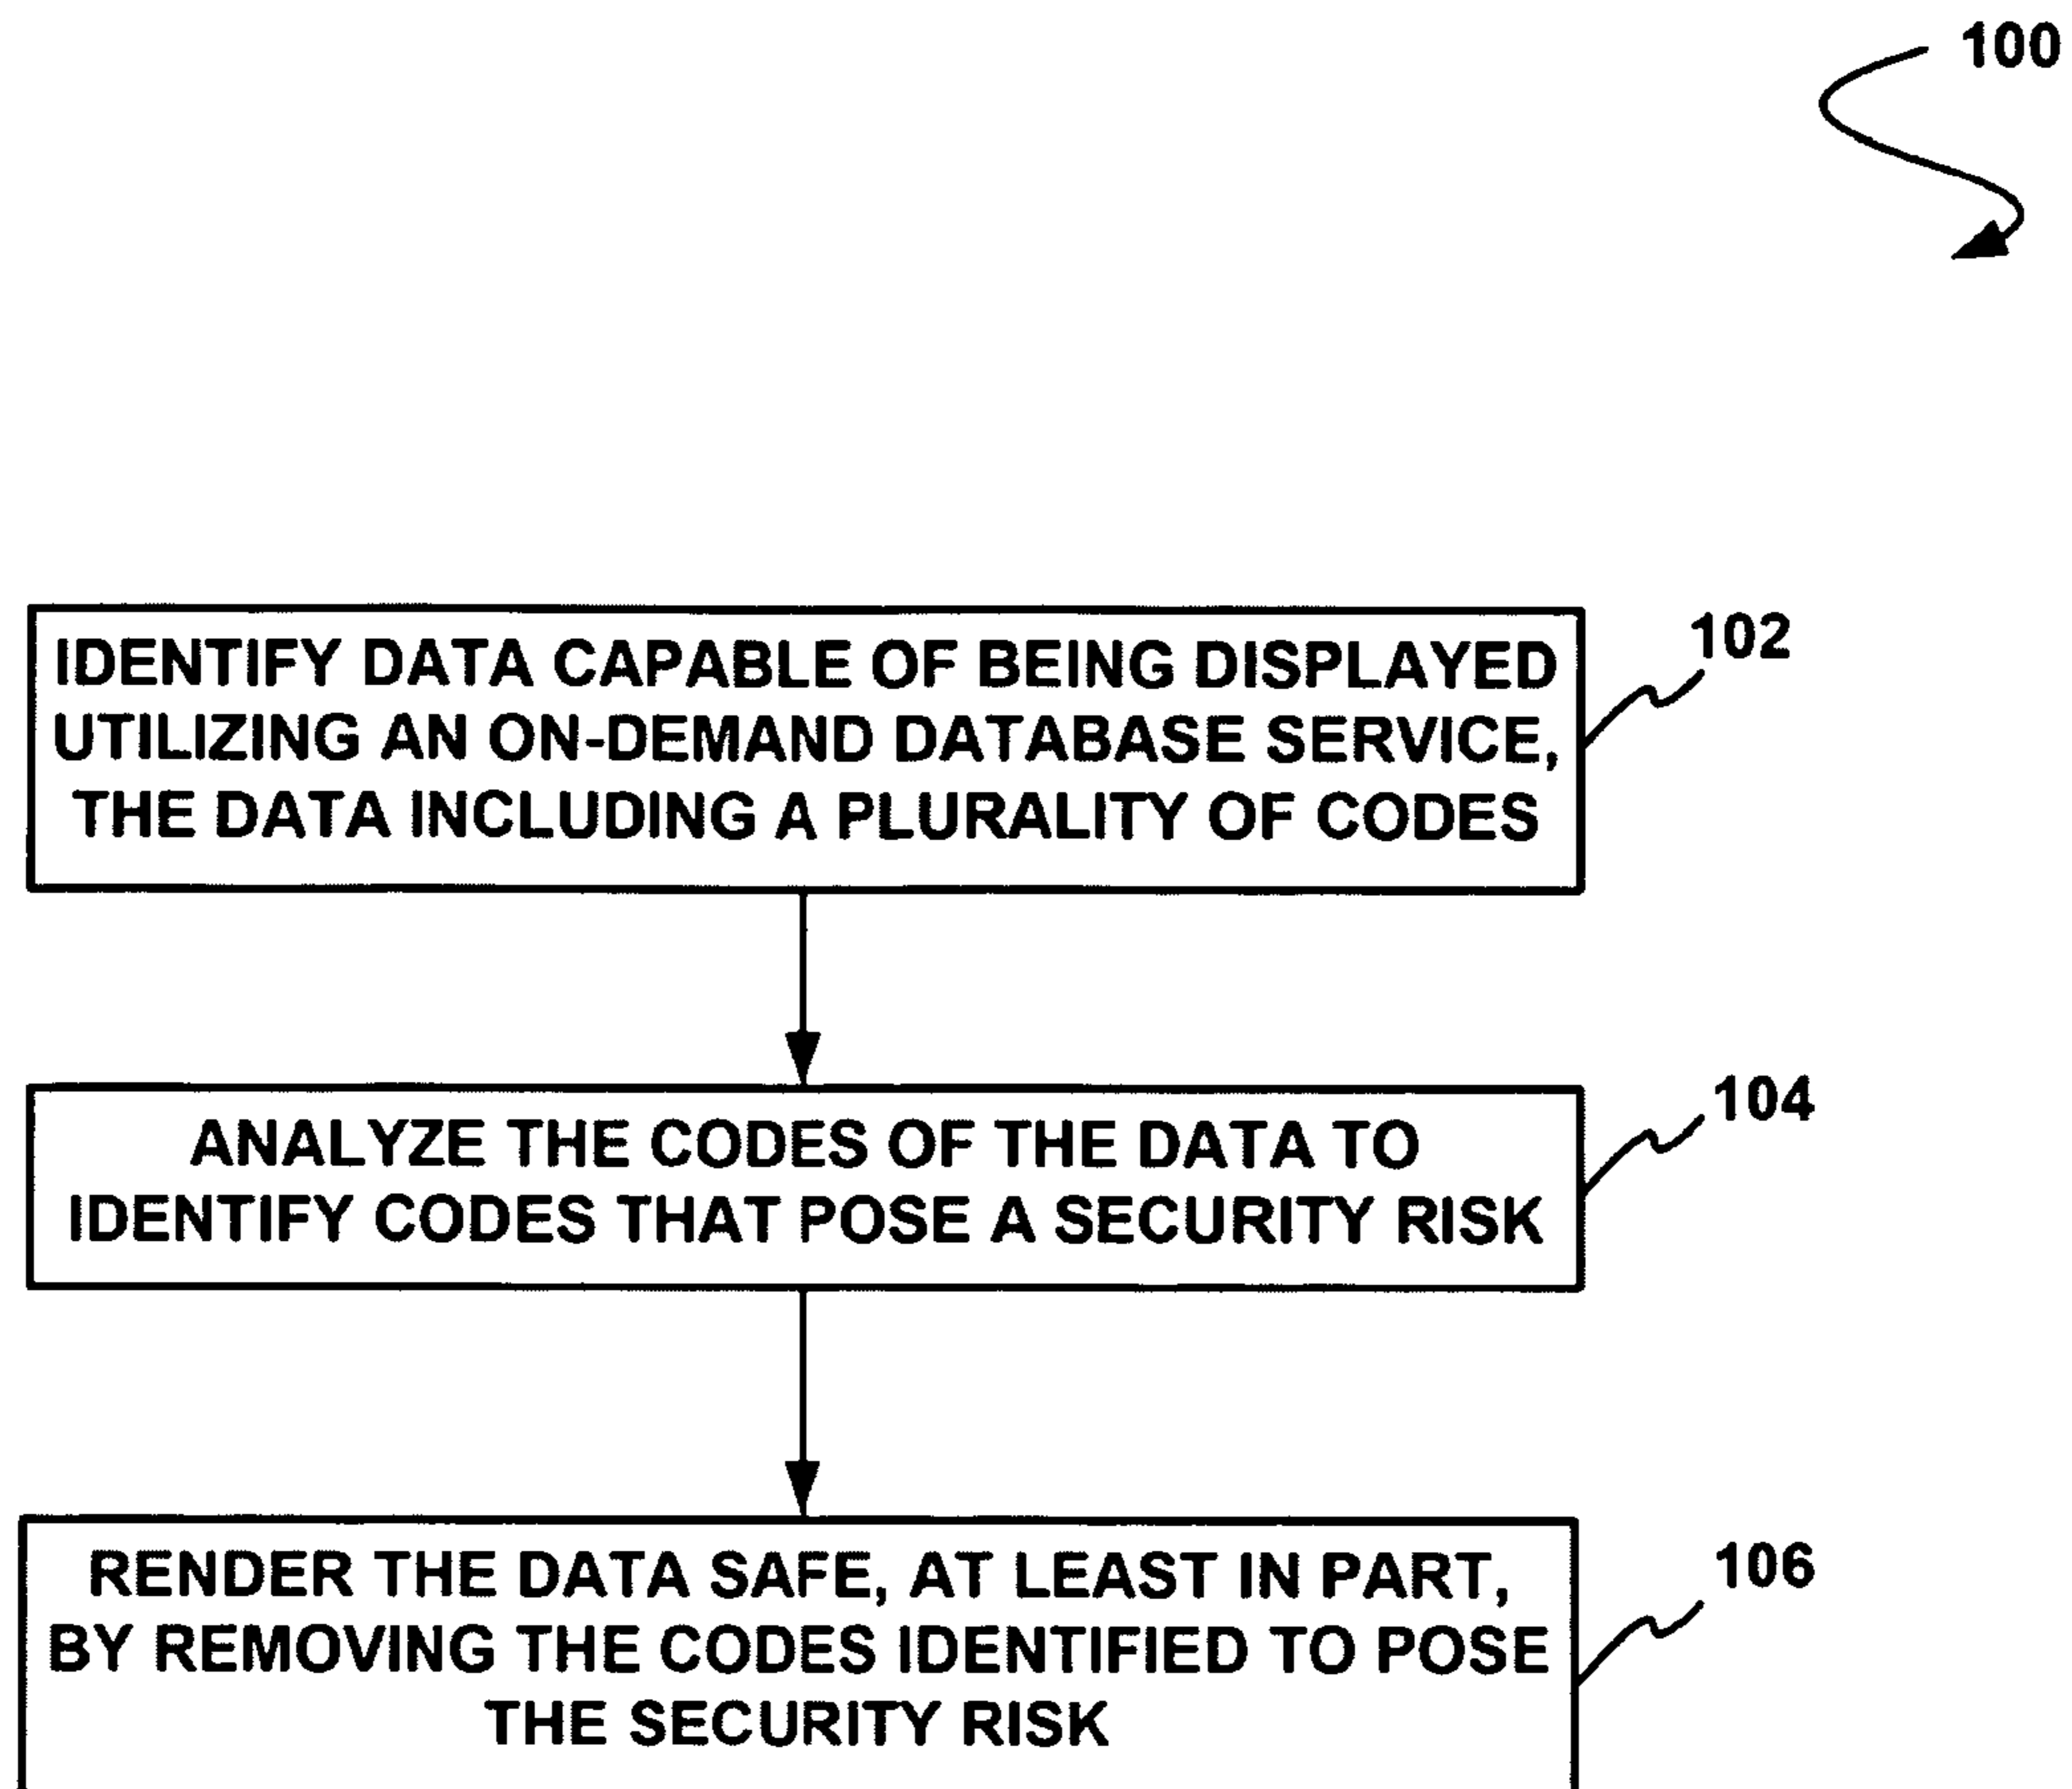 100
IDENTIFY DATA CAPABLE OF BEING DISPLAYED
UTILIZING AN ON-DEMAND DATABASE SERVICE,
THE DATA INCLUDING A PLURALITY OF CODES
102
ANALYZE THE CODES OF THE DATA TO
IDENTIFY CODES THAT POSE A SECURITY RISK
104
RENDER THE DATA SAFE, AT LEAST IN PART,
BY REMOVING THE CODES IDENTIFIED TO POSE
THE SECURITY RISK
106